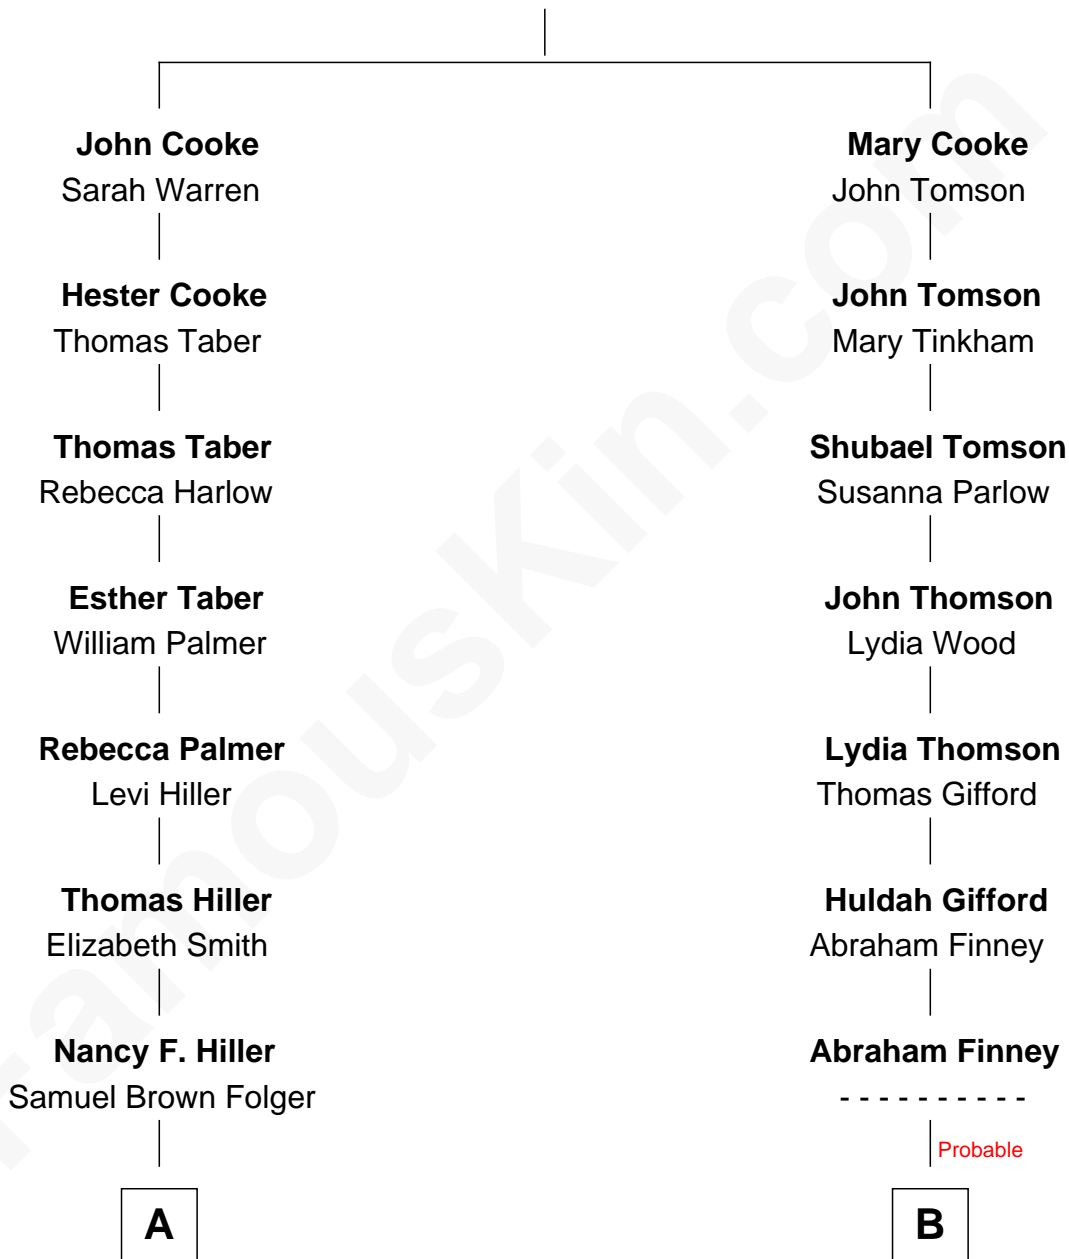 John Cooke
Sarah Warren
Hester Cooke
Thomas Taber
Thomas Taber
Rebecca Harlow
Esther Taber
William Palmer
Rebecca Palmer
Levi Hiller
Thomas Hiller
Elizabeth Smith
Nancy F. Hiller
Samuel Brown Folger
A
Mary Cooke
John Tomson
John Tomson
Mary Tinkham
Shubael Tomson
Susanna Parlow
John Thomson
Lydia Wood
Lydia Thomson
Thomas Gifford
Huldah Gifford
Abraham Finney
Abraham Finney
- - - - - - - - - -
Probable
B
famouskin.com